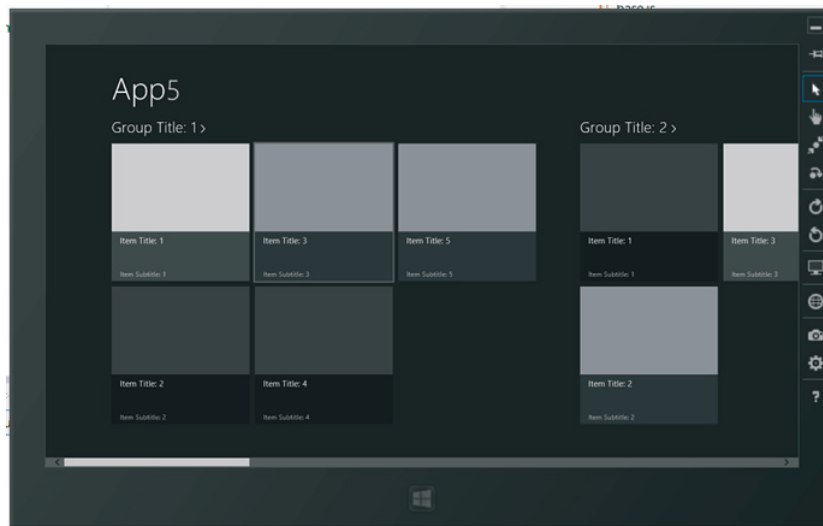 App5
Group Title: 1 ›
Item Title: 1
Item Subtitle: 1
Item Title: 3
Item Subtitle: 3
Item Title: 5
Item Subtitle: 5
Item Title: 2
Item Subtitle: 2
Item Title: 4
Item Subtitle: 4
Group Title: 2 ›
Item Title: 1
Item Subtitle: 1
Item Title: 3
Item Subtitle: 3
Item Title: 2
Item Subtitle: 2
?